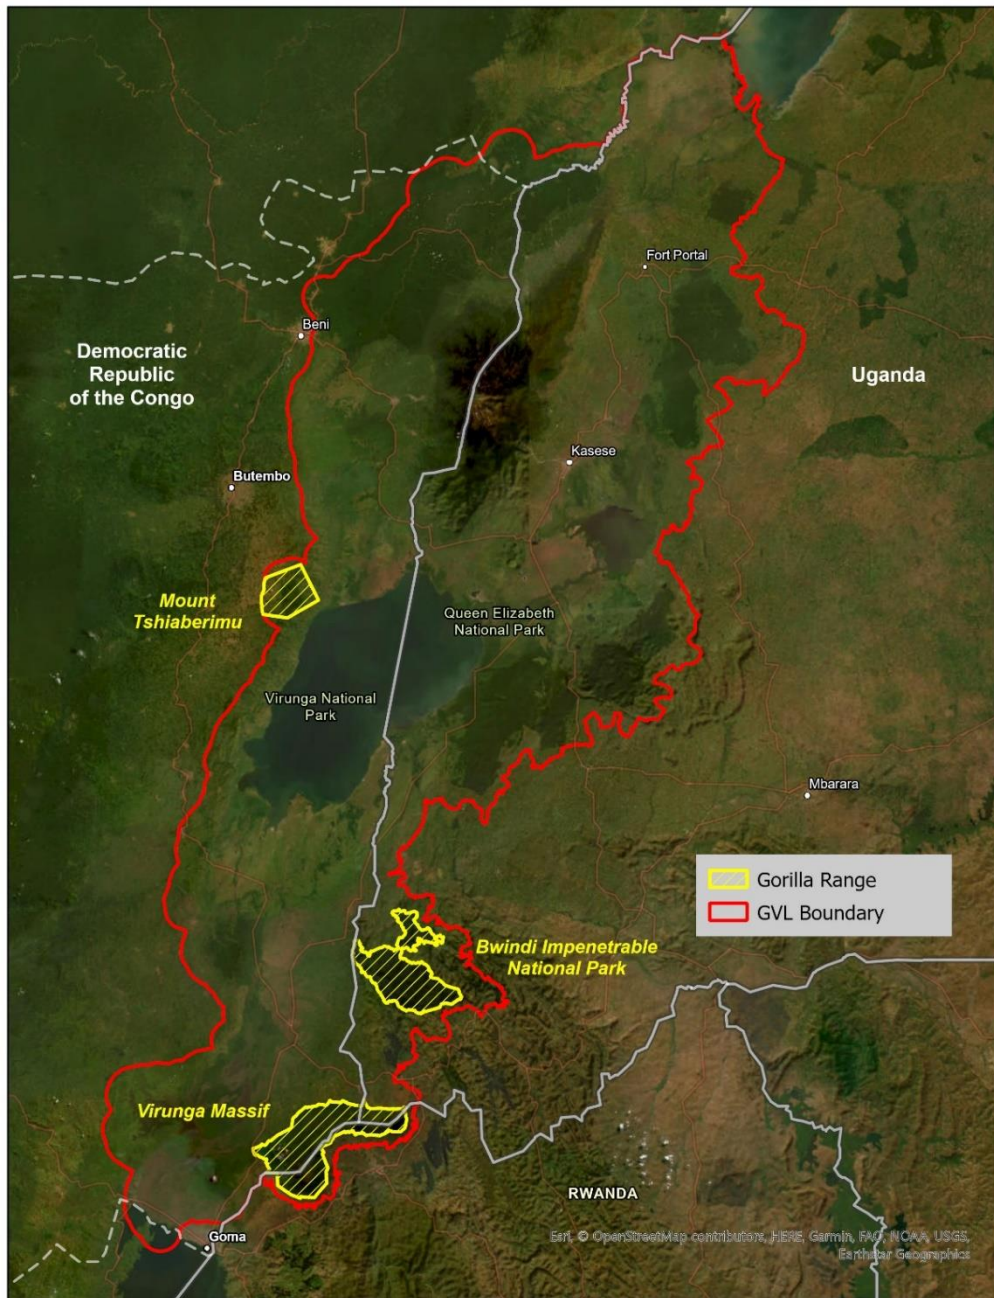 Fort Portal
Beni
Democratic
Republic
of the Congo
Uganda
Kasese
Butembo
Mount
Tshiaberimu
Queen Elizabeth
National Park
Virunga National
Park
Mbarara
Gorilla Range
GVL Boundary
Bwindi Impenetrable
National Park
Virunga Massif
RWANDA
Goma
Esri, © OpenStreetMap contributors, HERE, Garmin, FAO, NOAA, USGS,
Earthstar Geographics